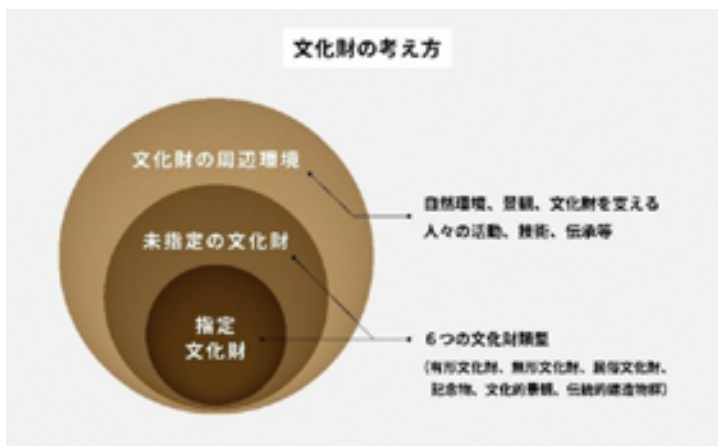 文化財の考え方
文化財の周辺環境
自然環境、景観、文化財を支える
人々の活動、技術、伝承等
未指定の文化財
指定
文化財
6つの文化財類型
(有形文化財、無形文化財、民俗文化財、
記念物、文化的景観、伝統的建造物群)